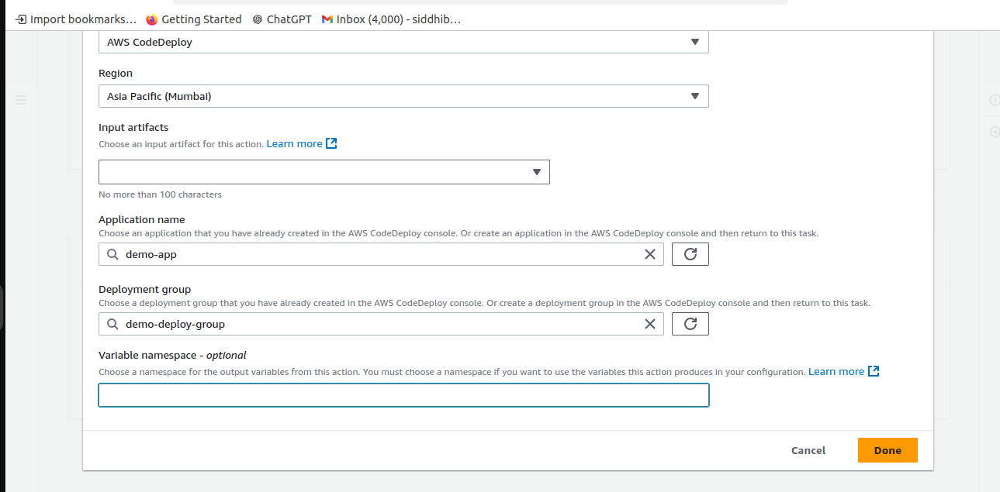 Import bookmarks... Getting Started ChatGPT Inbox (4,000) - siddhib...
AWS CodeDeploy
Region
Asia Pacific (Mumbai)
Input artifacts
Choose an input artifact for this action. Learn more
No more than 100 characters
Application name
Choose an application that you have already created in the AWS CodeDeploy console. Or create an application in the AWS CodeDeploy console and then return to this task.
demo-app
Deployment group
Choose a deployment group that you have already created in the AWS CodeDeploy console. Or create a deployment group in the AWS CodeDeploy console and then return to this task.
demo-deploy-group
Variable namespace - optional
Choose a namespace for the output variables from this action. You must choose a namespace if you want to use the variables this action produces in your configuration. Learn more
Cancel Done